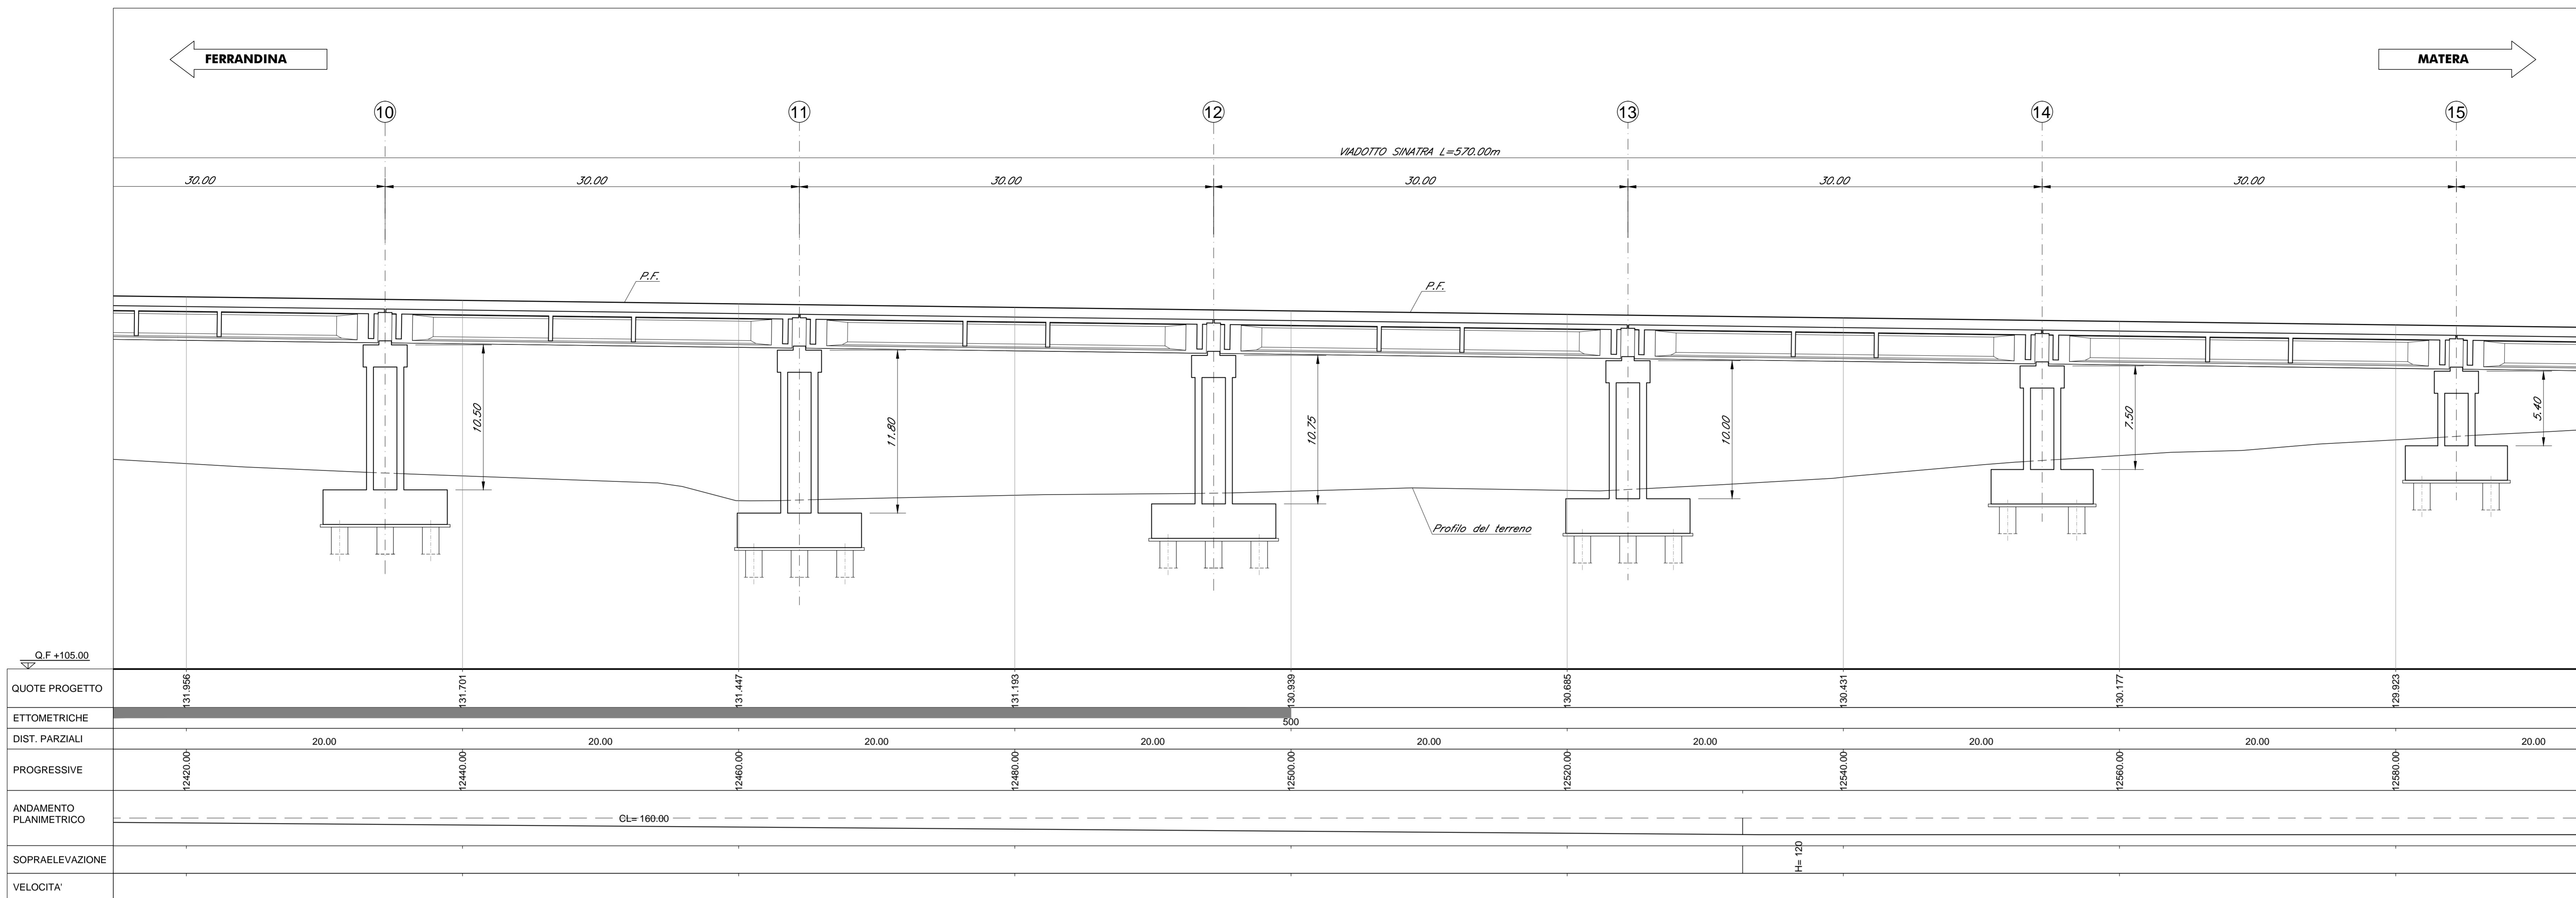 FERRANDINA
MATERA
10
11
12
13
14
15
VIADOTTO SINATRA L=570.00m
30.00
30.00
30.00
30.00
30.00
30.00
P.F.
P.F.
10.50
11.80
10.75
10.00
7.50
5.40
Profilo del terreno
Q.F +105.00
QUOTE PROGETTO
131.956
131.701
131.447
131.193
130.939
130.685
130.431
130.177
129.923
ETTOMETRICHE
500
DIST. PARZIALI
20.00
20.00
20.00
20.00
20.00
20.00
20.00
20.00
20.00
PROGRESSIVE
12420.00
12440.00
12460.00
12480.00
12500.00
12520.00
12540.00
12560.00
12580.00
ANDAMENTO
PLANIMETRICO
CL= 160.00
SOPRAELEVAZIONE
H= 120
VELOCITA'